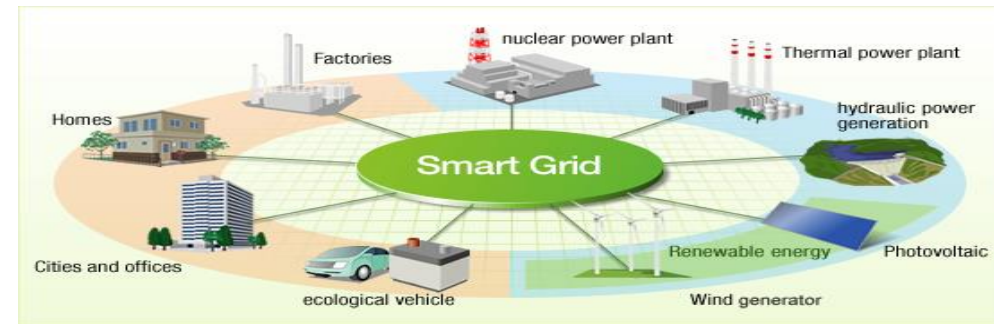 nuclear power plant
Factories
Thermal power plant
hydraulic power
generation
Homes
Smart Grid
Cities and offices
Renewable energy
Photovoltaic
ecological vehicle
Wind generator